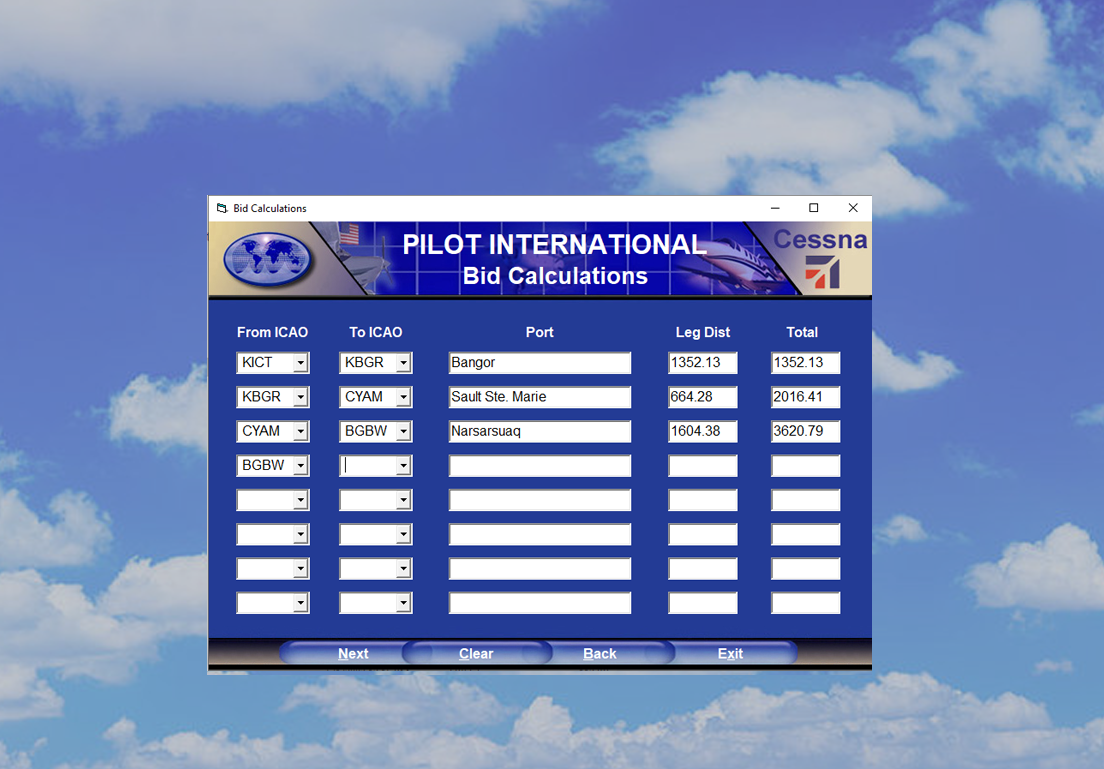 Bid Calculations
PILOT INTERNATIONAL
Bid Calculations
Cessna
From ICAO To ICAO Port Leg Dist Total
KICT KBGR Bangor 1352.13 1352.13
KBGR CYAM Sault Ste. Marie 664.28 2016.41
CYAM BGBW Narsarsuaq 1604.38 3620.79
BGBW
Next Clear Back Exit